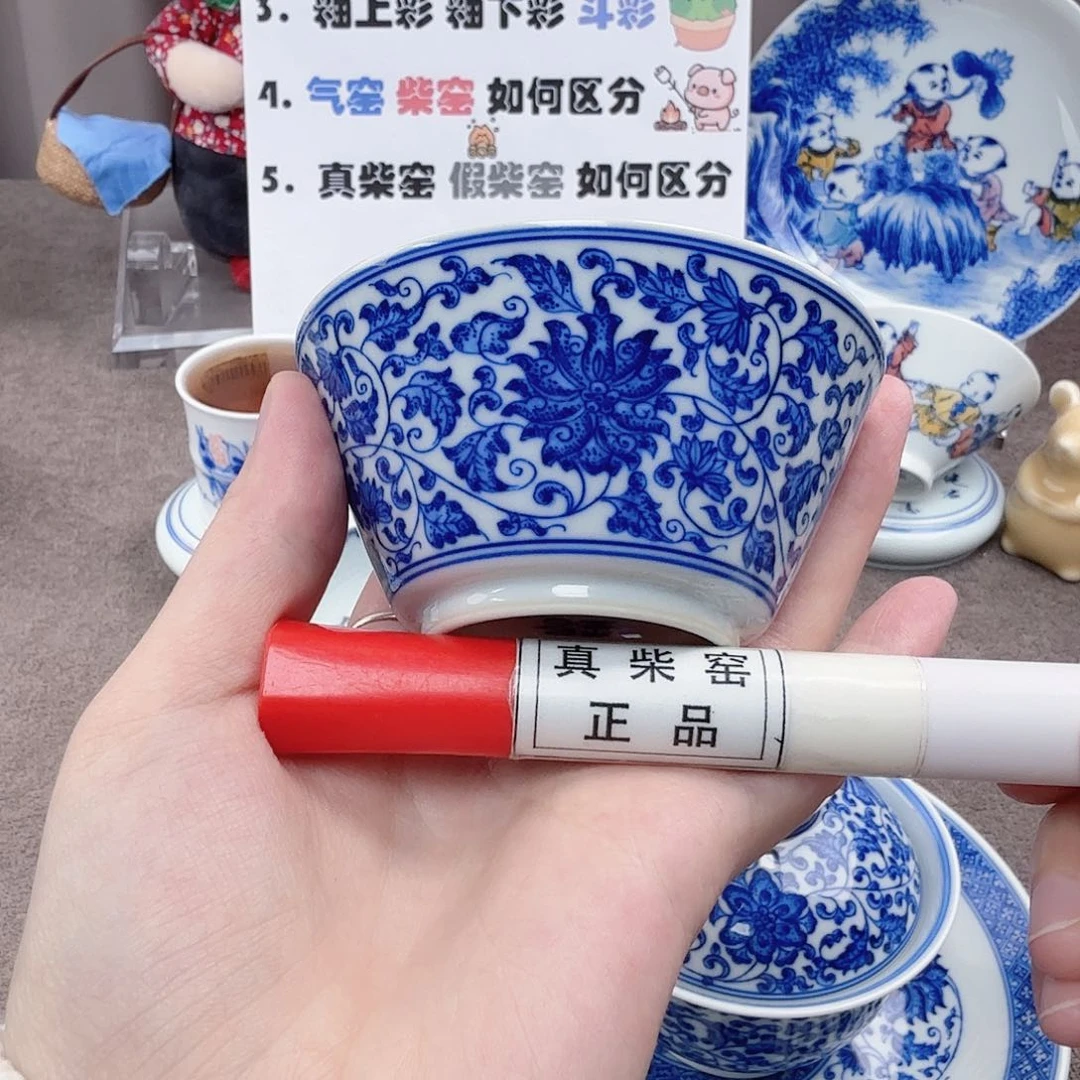 3. 釉上彩 釉下彩 斗彩
4. 气窑 柴窑 如何区分
5. 真柴窑 假柴窑 如何区分
真柴窑
正品